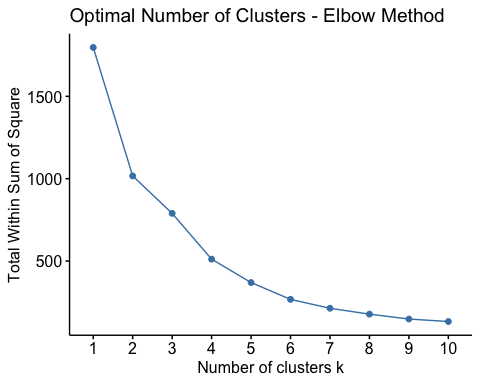 Optimal Number of Clusters - Elbow Method
Total Within Sum of Square
1500
1000
500
1 2 3 4 5 6 7 8 9 10
Number of clusters k